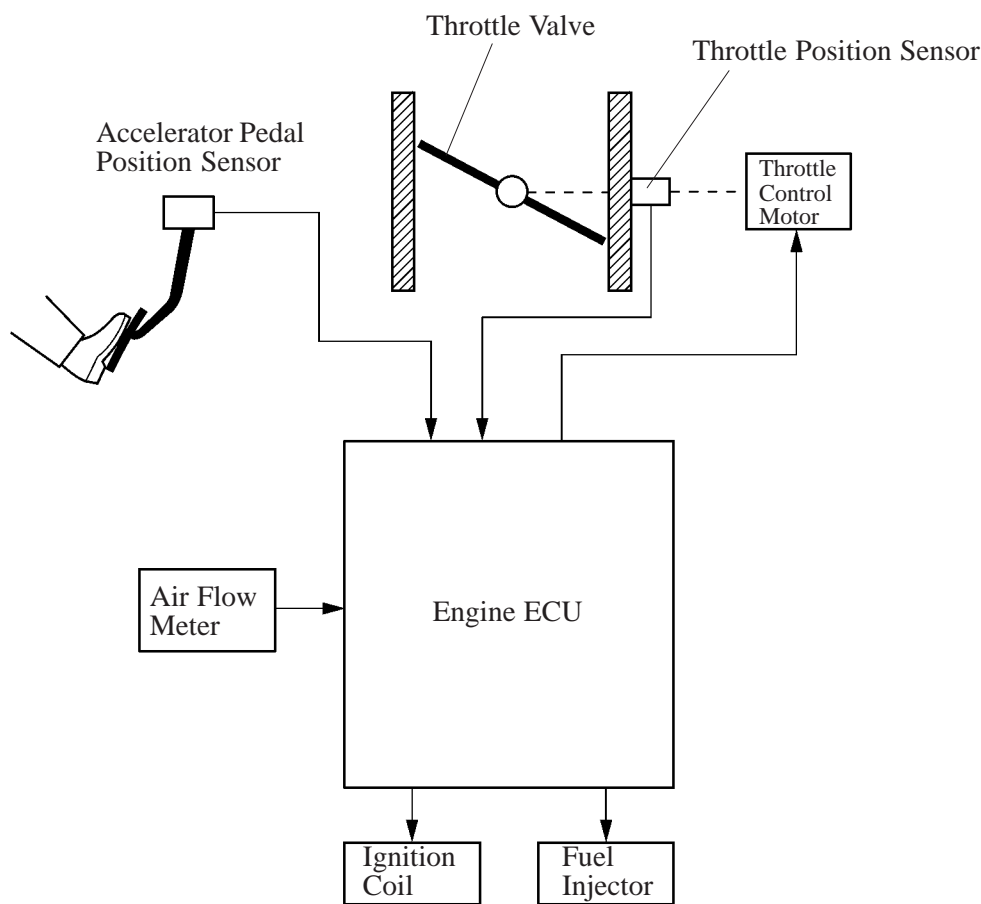 Throttle Valve
Throttle Position Sensor
Accelerator Pedal
Position Sensor
Throttle
Control
Motor
Air Flow
Meter
Engine ECU
Ignition
Coil
Fuel
Injector